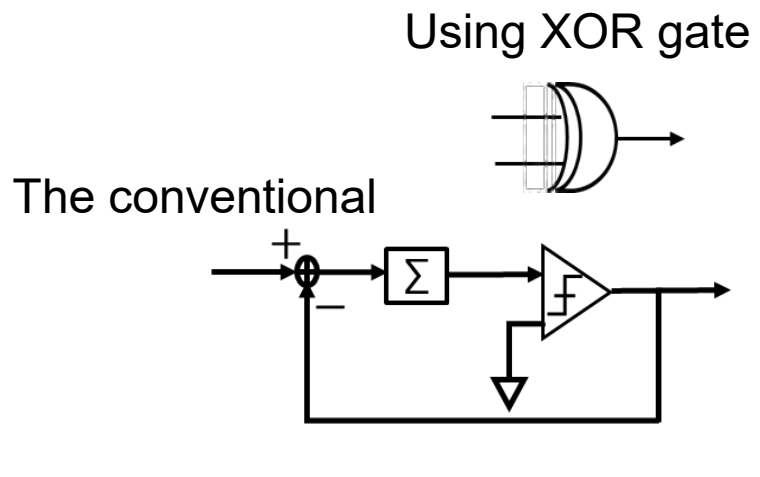 Using XOR gate
The conventional
+
Σ
−